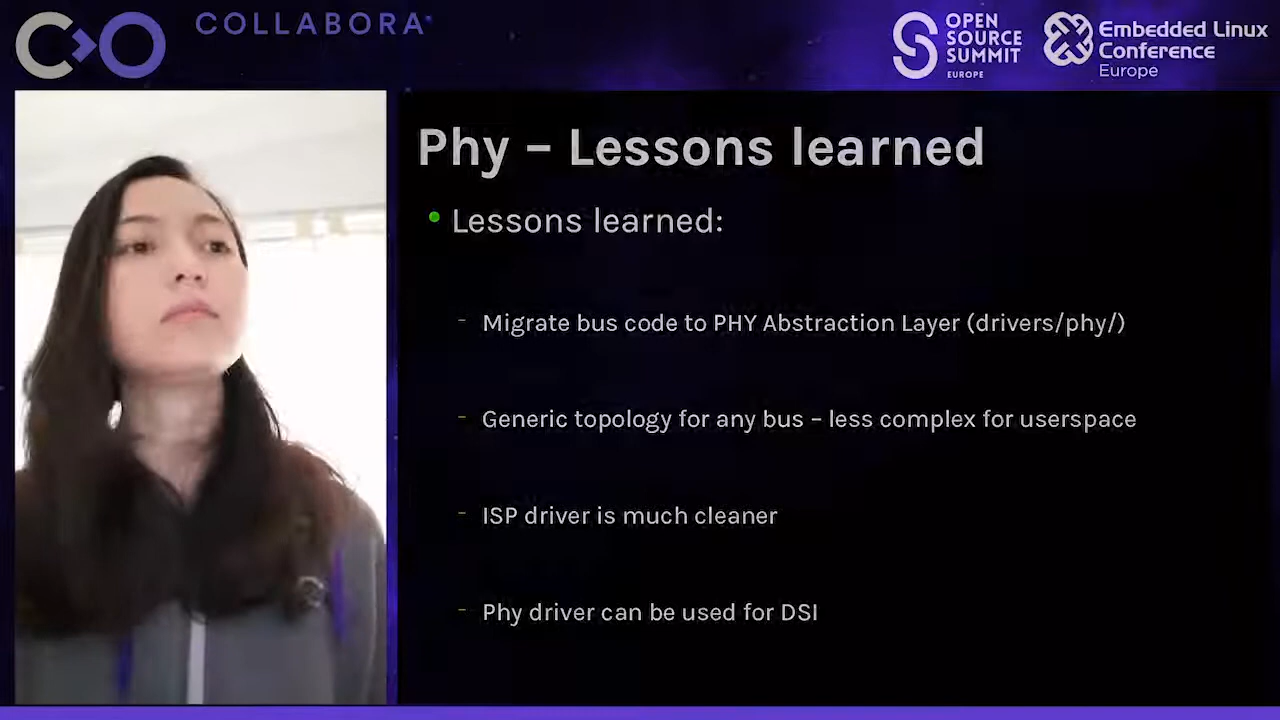 COLLABORA
OPEN
SOURCE
SUMMIT
EUROPE
Embedded Linux
Conference
Europe
Phy – Lessons learned
Lessons learned:
- Migrate bus code to PHY Abstraction Layer (drivers/phy/)
- Generic topology for any bus – less complex for userspace
- ISP driver is much cleaner
- Phy driver can be used for DSI